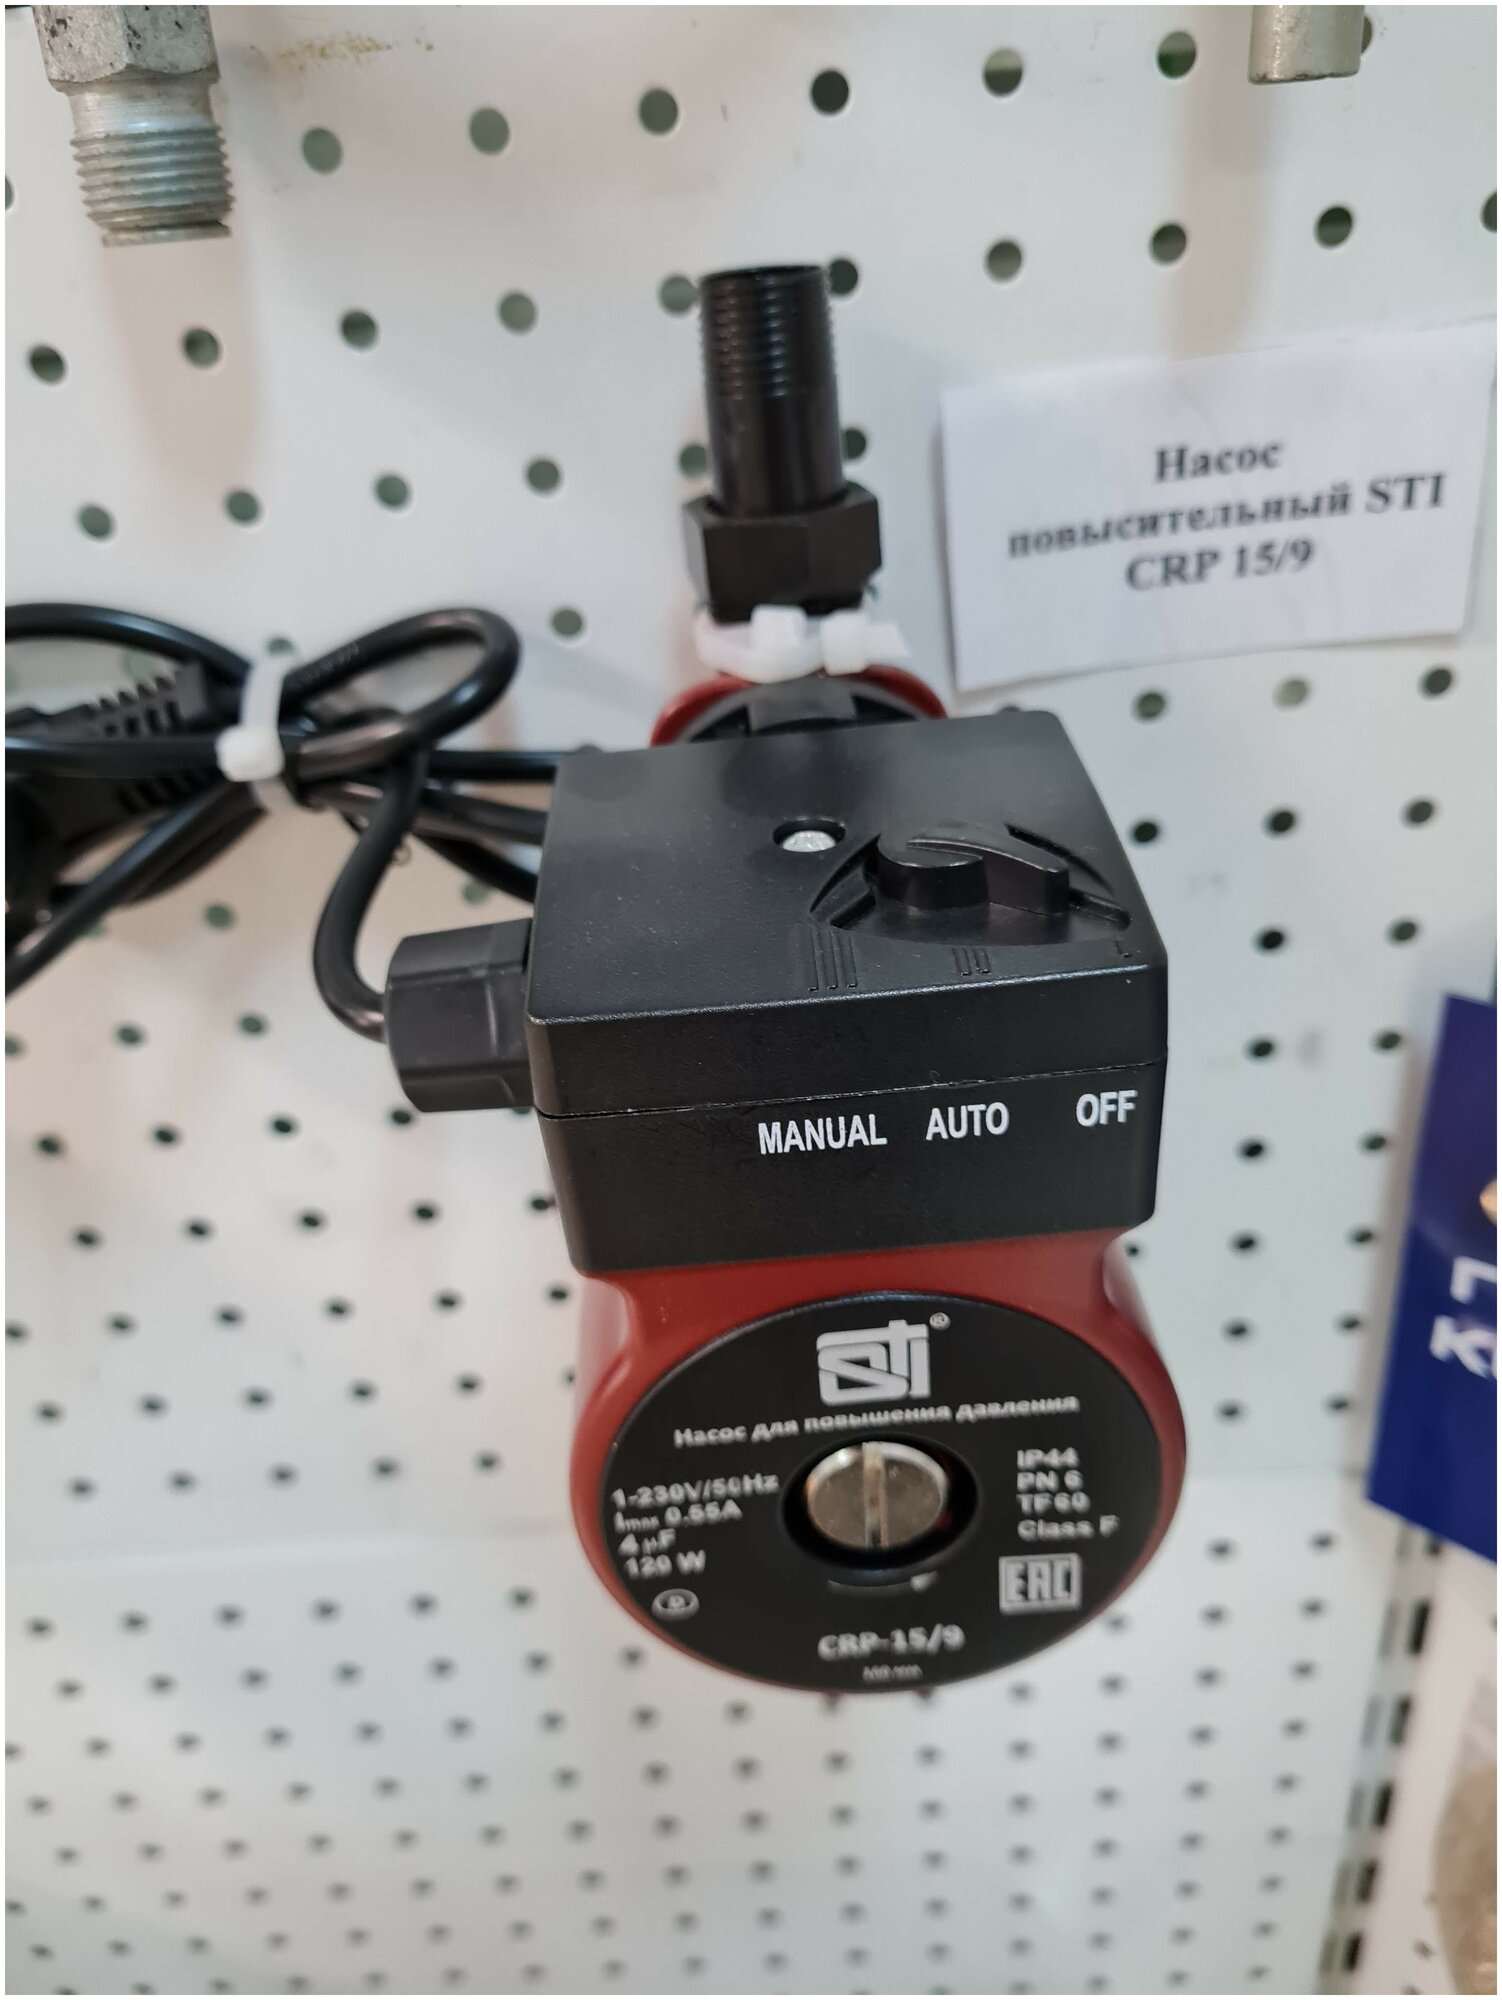 Насос
повысительный STI
CRP 15/9
MANUAL AUTO OFF
STI®
Насос для повышения давления
1-230V/50Hz
Imax 0.55A
4 µF
120 W
IP44
PN 6
TF60
Class F
EAC
CRP-15/9